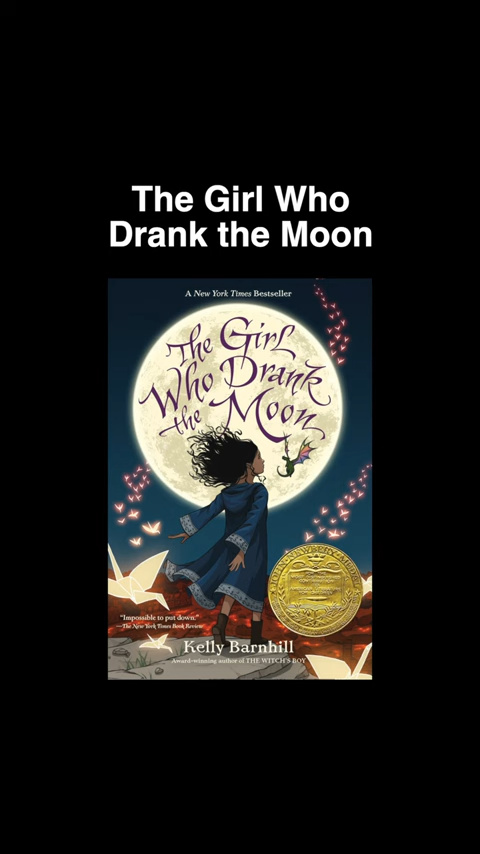 The Girl Who
Drank the Moon
A New York Times Bestseller
The Girl
Who Drank
the Moon
"Impossible to put down."
—The New York Times Book Review
Kelly Barnhill
Award-winning author of THE WITCH'S BOY